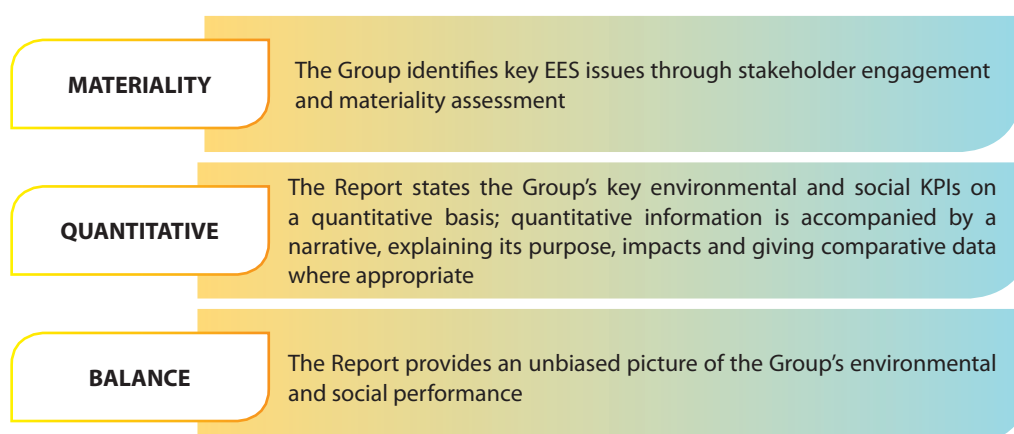 MATERIALITY
The Group identifies key EES issues through stakeholder engagement
and materiality assessment
QUANTITATIVE
The Report states the Group's key environmental and social KPIs on
a quantitative basis; quantitative information is accompanied by a
narrative, explaining its purpose, impacts and giving comparative data
where appropriate
BALANCE
The Report provides an unbiased picture of the Group's environmental
and social performance